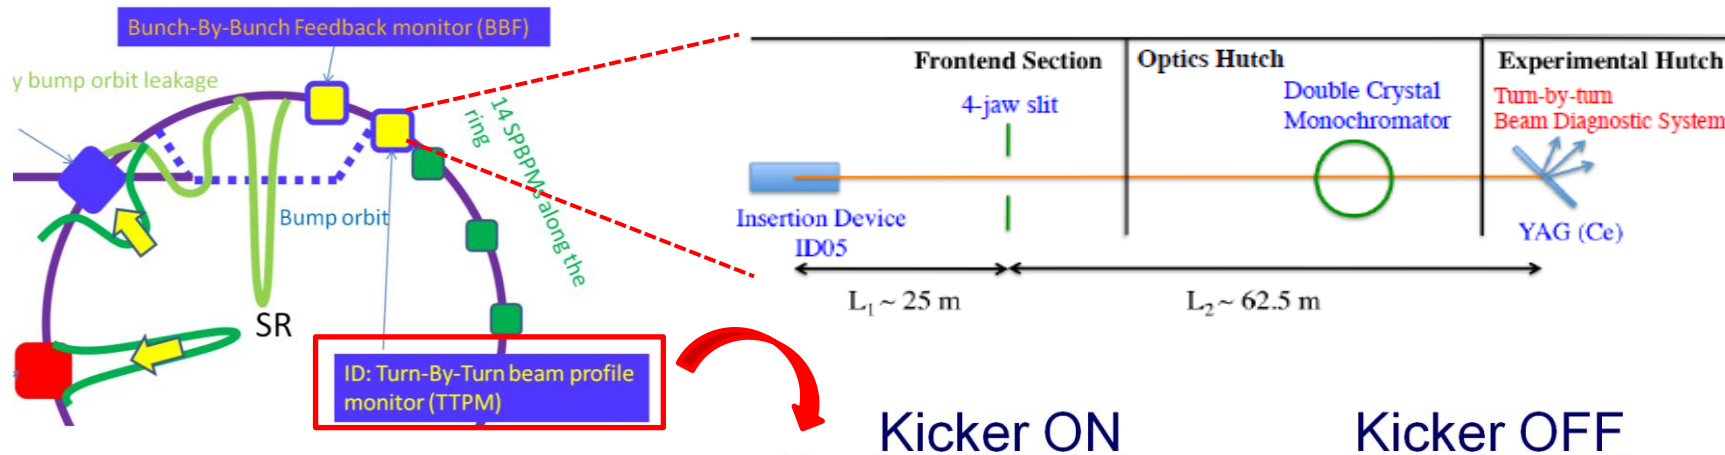 Bunch-By-Bunch Feedback monitor (BBF)
y bump orbit leakage
14 SPBPMs along the
ring
Bump orbit
SR
ID: Turn-By-Turn beam profile
monitor (TTPM)
Frontend Section
Optics Hutch
Experimental Hutch
4-jaw slit
Double Crystal
Monochromator
Turn-by-turn
Beam Diagnostic System
Insertion Device
ID05
YAG (Ce)
L₁ ~ 25 m
L₂ ~ 62.5 m
Kicker ON
Kicker OFF